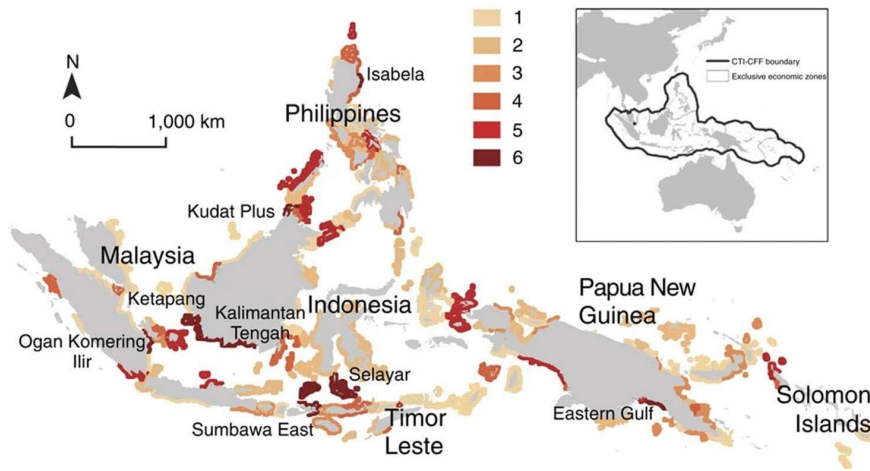 1
2
3
4
5
6
N
0 1,000 km
Isabela
Philippines
CTI-CFF boundary
Exclusive economic zones
Kudat Plus
Malaysia
Ketapang
Kalimantan
Tengah
Indonesia
Papua New
Guinea
Ogan Komering
Ilir
Selayar
Sumbawa East
Timor
Leste
Eastern Gulf
Solomon
Islands